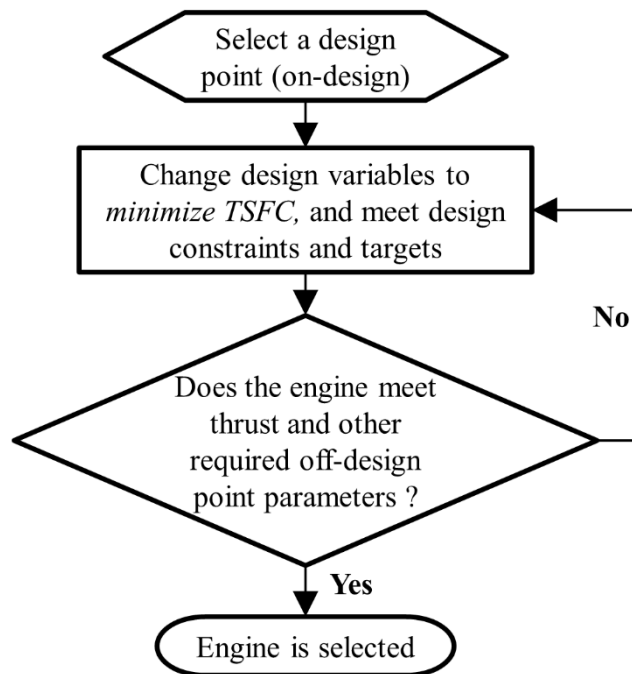 Select a design
point (on-design)
Change design variables to
minimize TSFC, and meet design
constraints and targets
No
Does the engine meet
thrust and other
required off-design
point parameters ?
Yes
Engine is selected